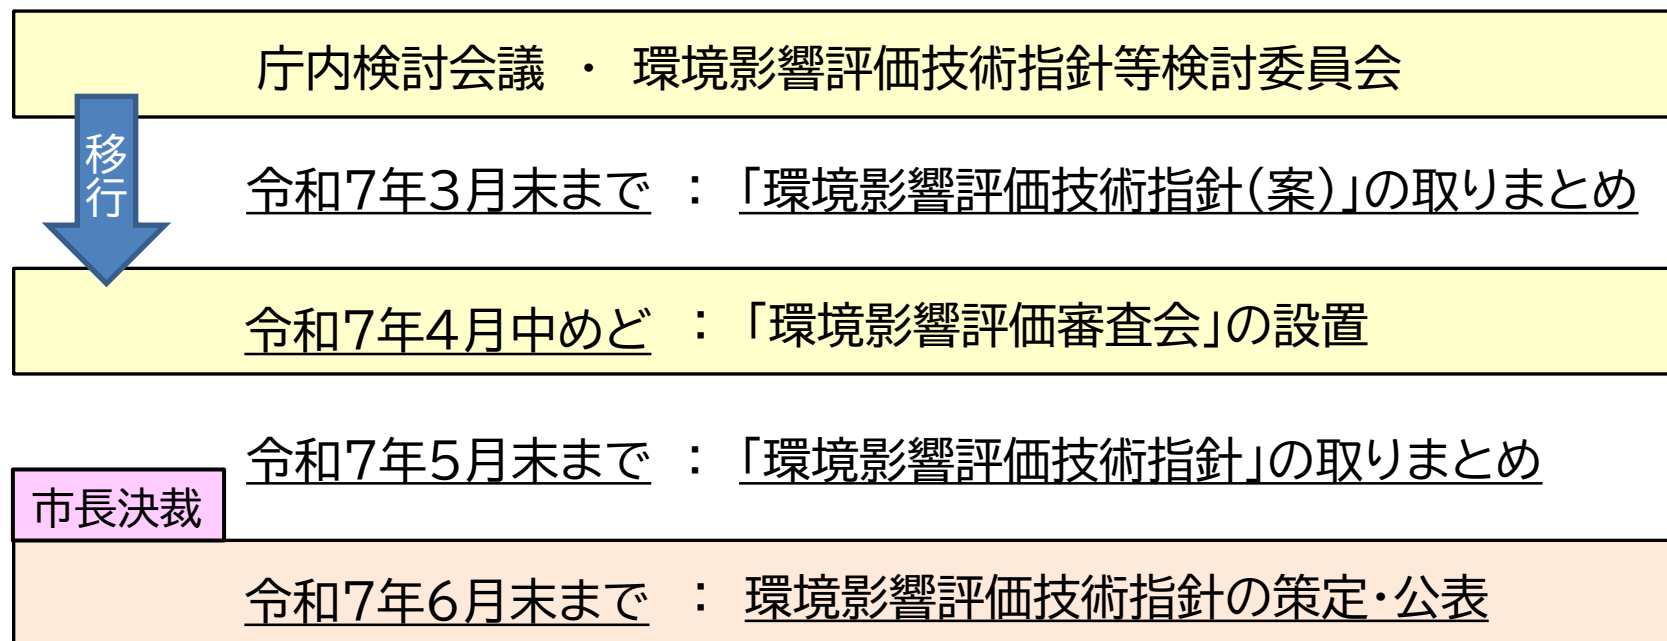 庁内検討会議 ・ 環境影響評価技術指針等検討委員会
移行
令和7年3月末まで ： 「環境影響評価技術指針(案)」の取りまとめ
令和7年4月中めど ： 「環境影響評価審査会」の設置
令和7年5月末まで ： 「環境影響評価技術指針」の取りまとめ
市長決裁
令和7年6月末まで ： 環境影響評価技術指針の策定・公表